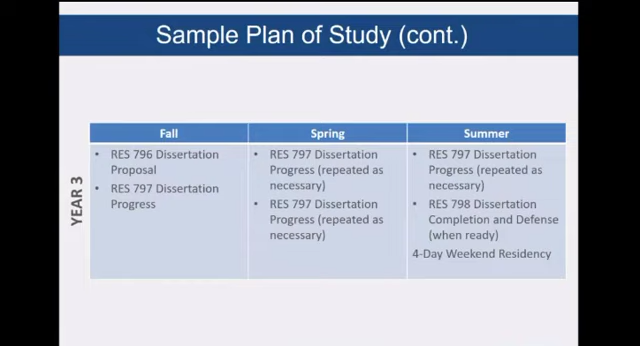 Sample Plan of Study (cont.)
Fall
Spring
Summer
YEAR 3
• RES 796 Dissertation
Proposal
• RES 797 Dissertation
Progress
• RES 797 Dissertation
Progress (repeated as
necessary)
• RES 797 Dissertation
Progress (repeated as
necessary)
• RES 797 Dissertation
Progress (repeated as
necessary)
• RES 798 Dissertation
Completion and Defense
(when ready)
4-Day Weekend Residency